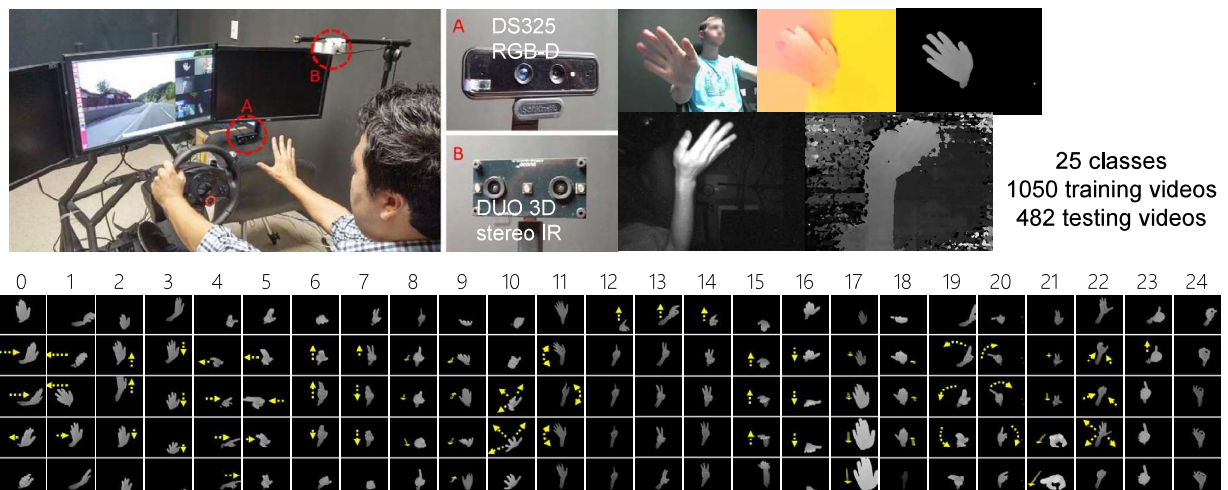 A
B
A
DS325
RGB-D
B
DUO 3D
stereo IR
25 classes
1050 training videos
482 testing videos
0 1 2 3 4 5 6 7 8 9 10 11 12 13 14 15 16 17 18 19 20 21 22 23 24